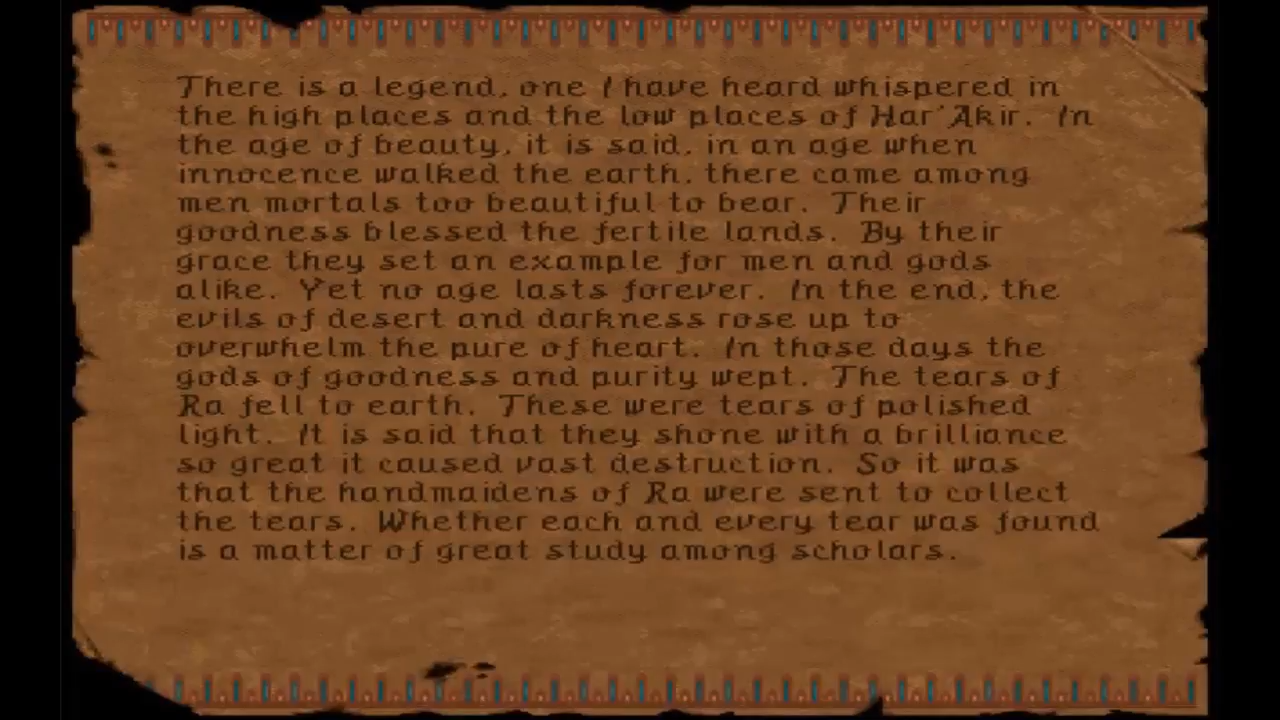 There is a legend, one I have heard whispered in
the high places and the low places of Har'Akir. In
the age of beauty, it is said, in an age when
innocence walked the earth, there came among
men mortals too beautiful to bear. Their
goodness blessed the fertile lands. By their
grace they set an example for men and gods
alike. Yet no age lasts forever. In the end, the
evils of desert and darkness rose up to
overwhelm the pure of heart. In those days the
gods of goodness and purity wept. The tears of
Ra fell to earth. These were tears of polished
light. It is said that they shone with a brilliance
so great it caused vast destruction. So it was
that the handmaidens of Ra were sent to collect
the tears. Whether each and every tear was found
is a matter of great study among scholars.